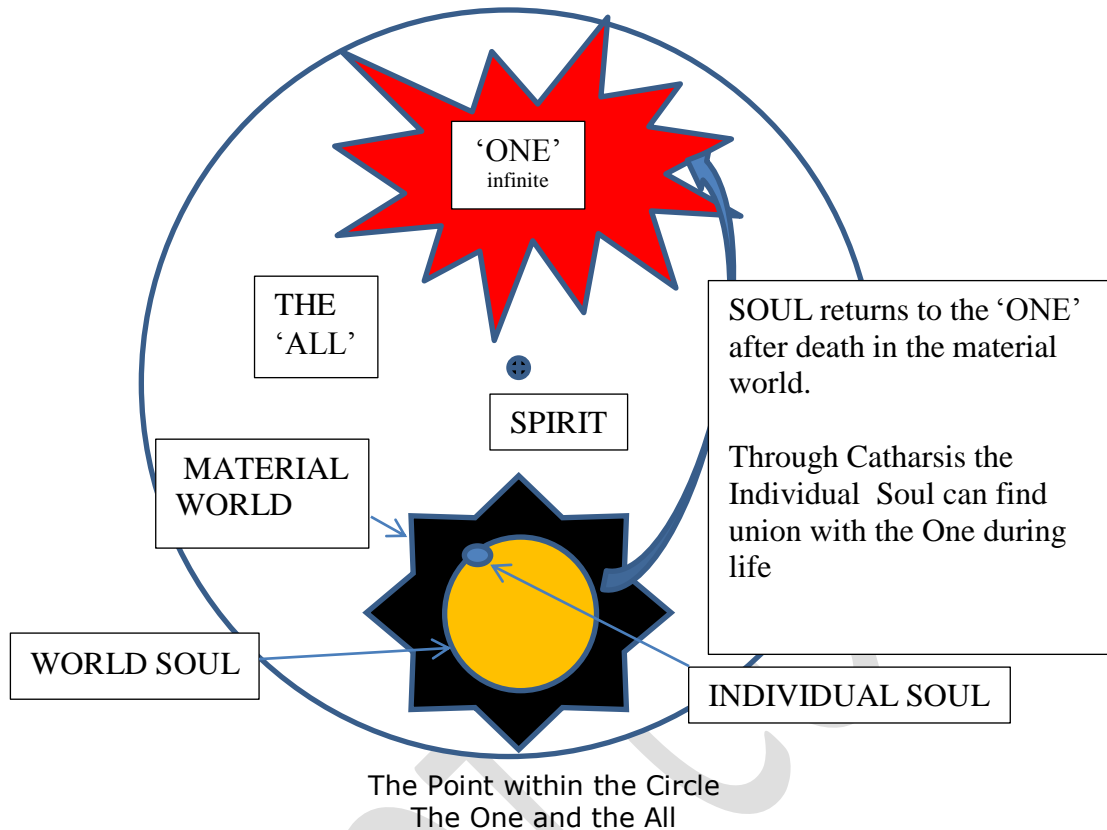 ‘ONE’
infinite
THE
‘ALL’
SOUL returns to the ‘ONE’
after death in the material
world.
Through Catharsis the
Individual Soul can find
union with the One during
life
SPIRIT
MATERIAL
WORLD
WORLD SOUL
INDIVIDUAL SOUL
The Point within the Circle
The One and the All